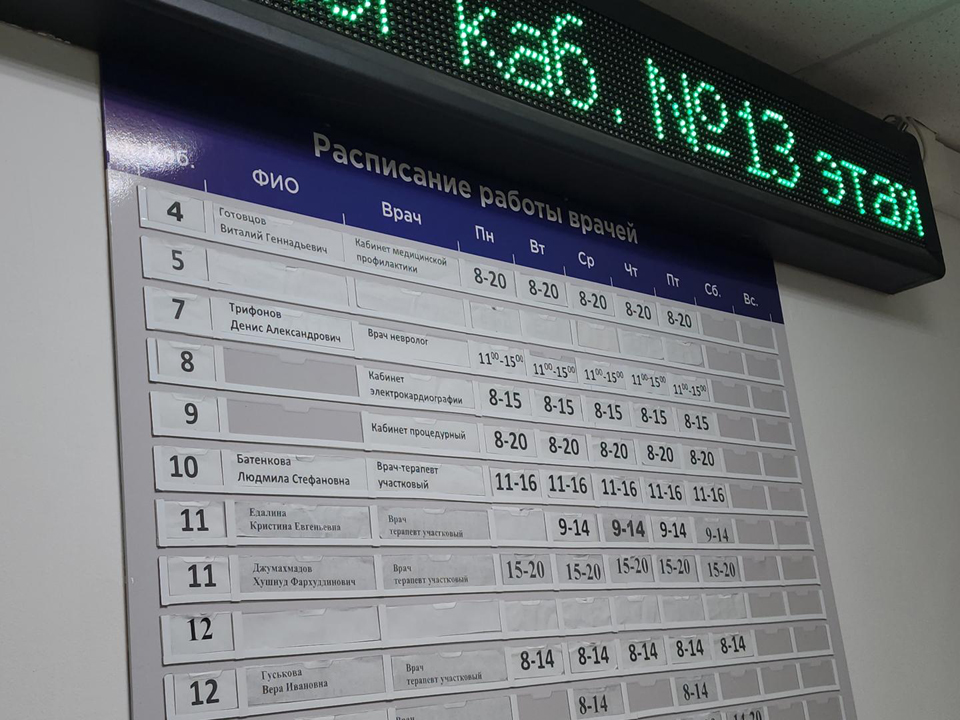 каб. №13 этаж
Расписание работы врачей
Каб. ФИО Врач Пн Вт Ср Чт Пт Сб. Вс.
4 Готовцов Виталий Геннадьевич Кабинет медицинской профилактики 8-20 8-20 8-20 8-20 8-20
5
7 Трифонов Денис Александрович Врач невролог 11⁰⁰-15⁰⁰ 11⁰⁰-15⁰⁰ 11⁰⁰-15⁰⁰ 11⁰⁰-15⁰⁰ 11⁰⁰-15⁰⁰
8 Кабинет электрокардиографии 8-15 8-15 8-15 8-15 8-15
9 Кабинет процедурный 8-20 8-20 8-20 8-20 8-20
10 Батенкова Людмила Стефановна Врач-терапевт участковый 11-16 11-16 11-16 11-16 11-16
11 Едалина Кристина Евгеньевна Врач терапевт участковый 9-14 9-14 9-14 9-14
11 Джумахмадов Хушнуд Фархудлинович Врач терапевт участковый 15-20 15-20 15-20 15-20 15-20
12
12 Гуськова Вера Ивановна Врач терапевт участковый 8-14 8-14 8-14 8-14 8-14
Врач 8-14 8-14